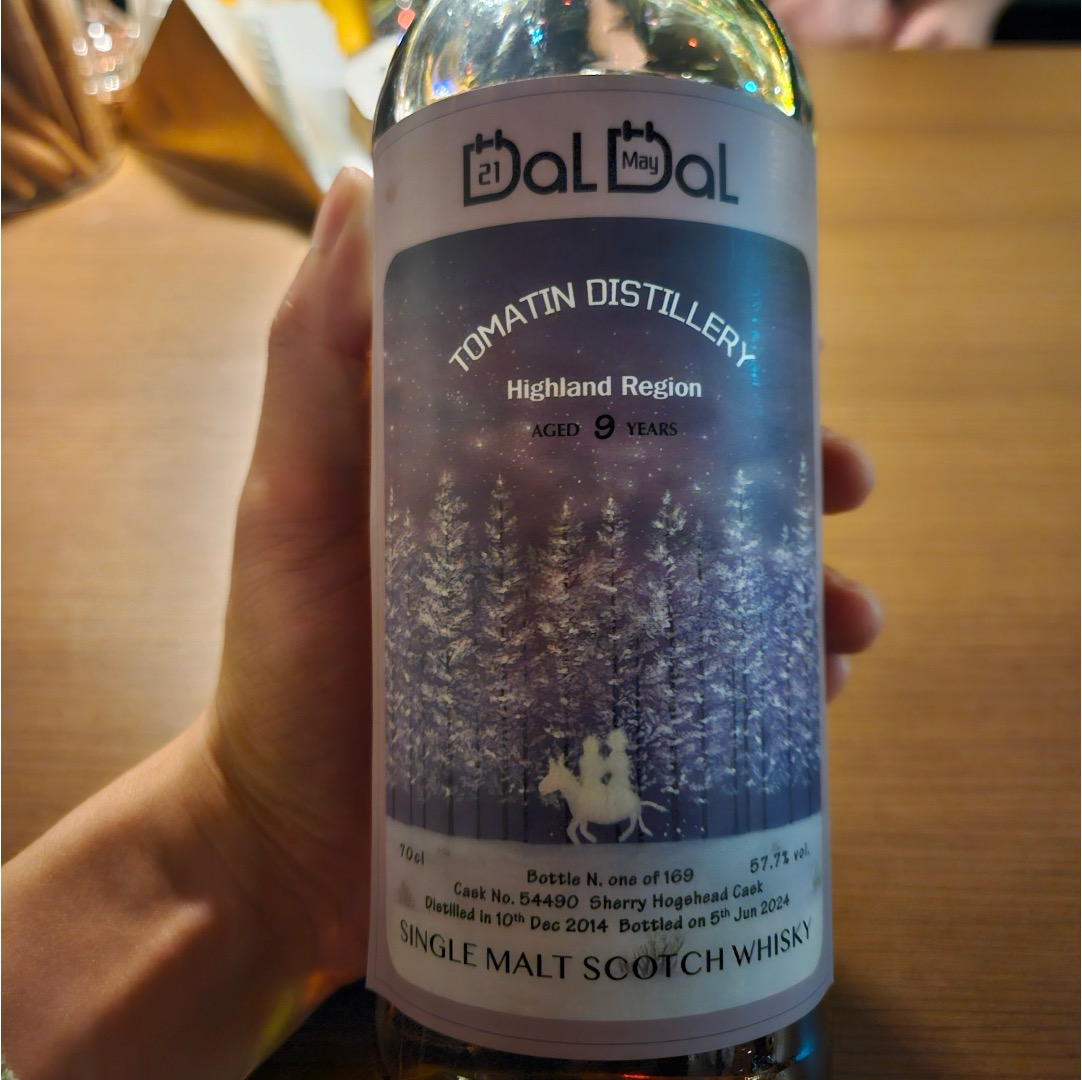 DaL DaL
21 May
TOMATIN DISTILLERY
Highland Region
AGED 9 YEARS
70cl
57.7% vol.
Bottle N. one of 169
Cask No. 54490 Sherry Hogshead Cask
Distilled in 10th Dec 2014 Bottled on 5th Jun 2024
SINGLE MALT SCOTCH WHISKY